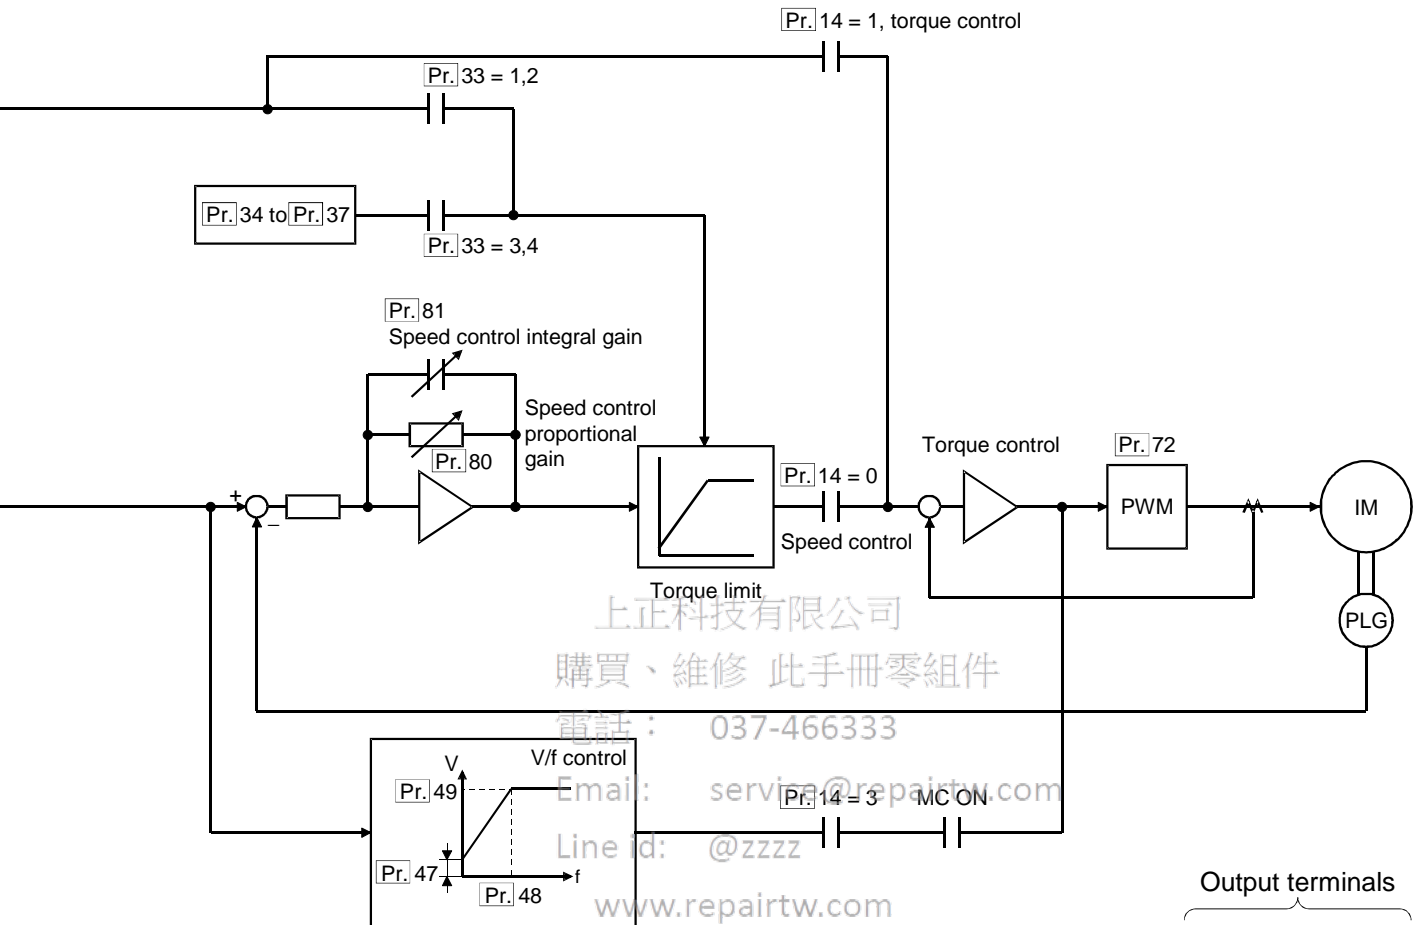 Pr. 14 = 1, torque control
Pr. 33 = 1,2
Pr. 34 to Pr. 37
Pr. 33 = 3,4
Pr. 81
Speed control integral gain
Speed control
proportional
gain
Pr. 80
Torque control
Pr. 72
Pr. 14 = 0
+
−
PWM
IM
Speed control
Torque limit
上正科技有限公司
PLG
購買、維修 此手冊零組件
電話： 037-466333
V/f control
V
Pr. 49
Email: service@repairtw.com
Pr. 14 = 3
MC ON
Line id: @zzzz
Pr. 47
f
Pr. 48
Output terminals
www.repairtw.com